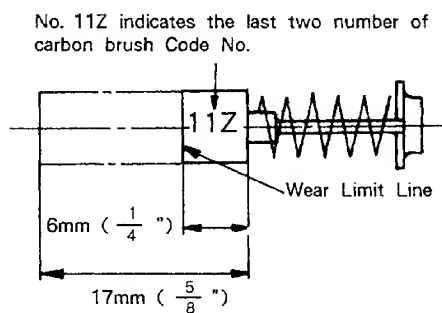 No. 11Z indicates the last two number of
carbon brush Code No.
11Z
Wear Limit Line
6mm ( 1/4 ")
17mm ( 5/8 ")